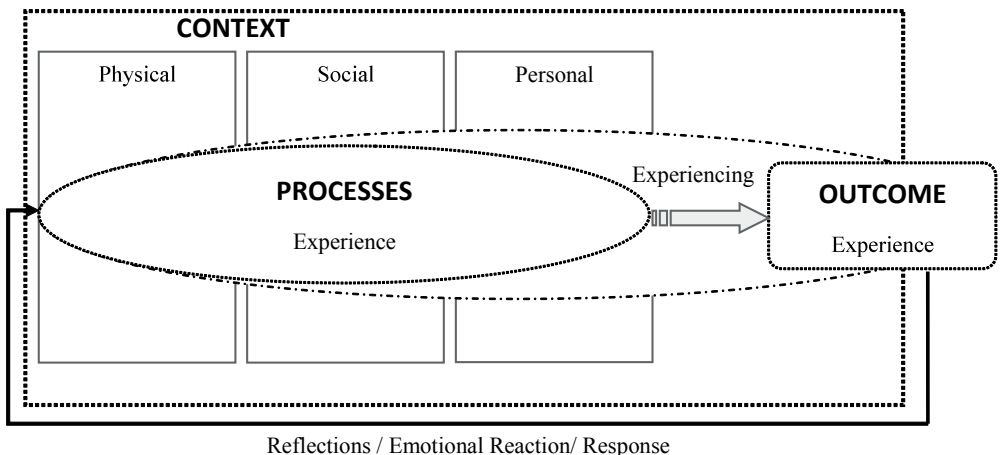 CONTEXT
Physical
Social
Personal
PROCESSES
Experience
Experiencing
OUTCOME
Experience
Reflections / Emotional Reaction/ Response